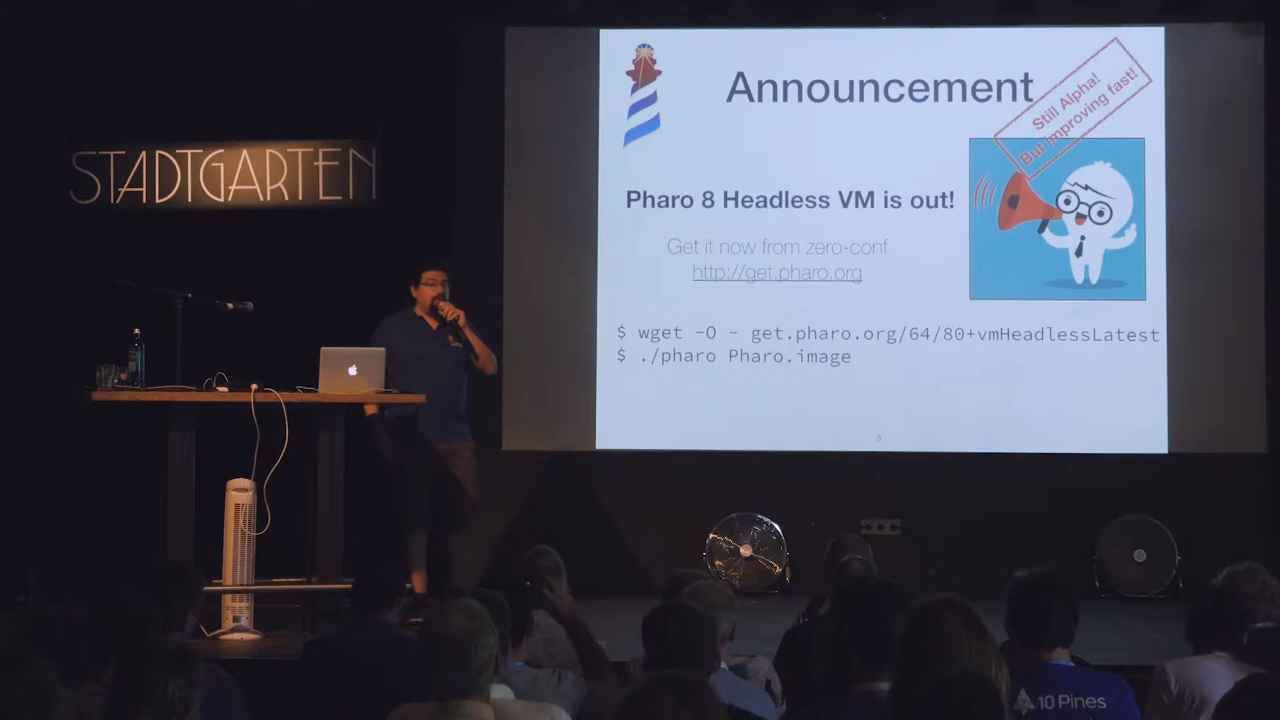 STADTGARTEN
Announcement
Still Alpha!
But improving fast!
Pharo 8 Headless VM is out!
Get it now from zero-conf
http://get.pharo.org
$ wget -O - get.pharo.org/64/80+vmHeadlessLatest
$ ./pharo Pharo.image
3
10 Pines